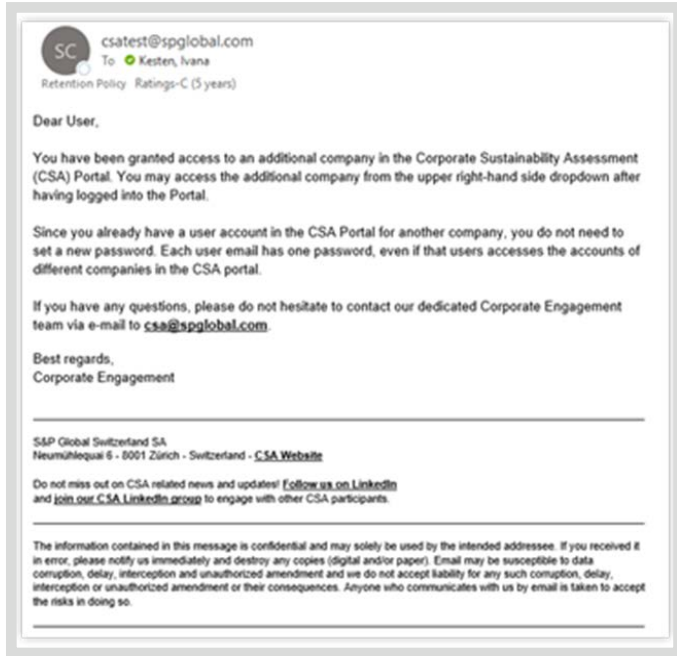 SC
csatest@spglobal.com
To Kesten, Ivana
Retention Policy Ratings-C (5 years)
Dear User,
You have been granted access to an additional company in the Corporate Sustainability Assessment
(CSA) Portal. You may access the additional company from the upper right-hand side dropdown after
having logged into the Portal.
Since you already have a user account in the CSA Portal for another company, you do not need to
set a new password. Each user email has one password, even if that users accesses the accounts of
different companies in the CSA portal.
If you have any questions, please do not hesitate to contact our dedicated Corporate Engagement
team via e-mail to csa@spglobal.com.
Best regards,
Corporate Engagement
S&P Global Switzerland SA
Neumühlequai 6 - 8001 Zürich - Switzerland - CSA Website
Do not miss out on CSA related news and updates! Follow us on LinkedIn
and join our CSA LinkedIn group to engage with other CSA participants.
The information contained in this message is confidential and may solely be used by the intended addressee. If you received it
in error, please notify us immediately and destroy any copies (digital and/or paper). Email may be susceptible to data
corruption, delay, interception and unauthorized amendment and we do not accept liability for any such corruption, delay,
interception or unauthorized amendment or their consequences. Anyone who communicates with us by email is taken to accept
the risks in doing so.